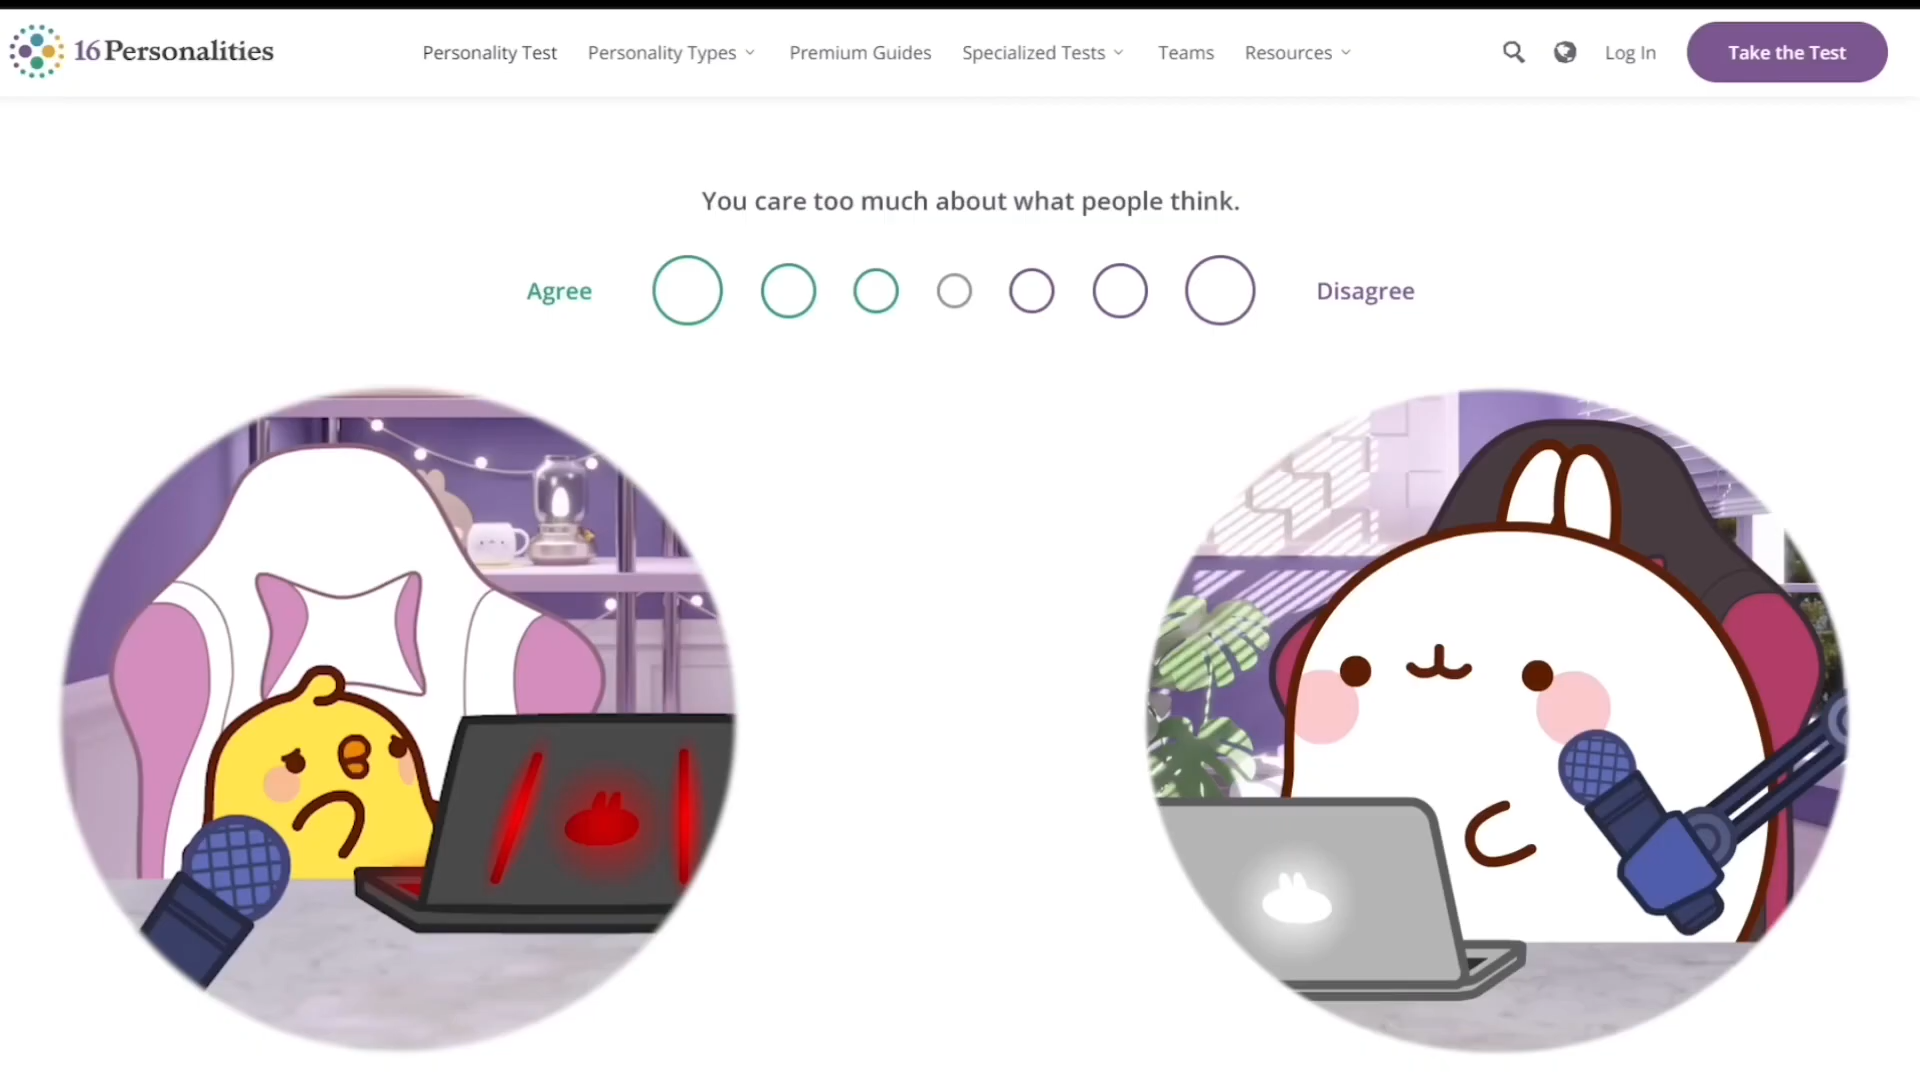 16Personalities
Personality Test
Personality Types
Premium Guides
Specialized Tests
Teams
Resources
Log In
Take the Test
You care too much about what people think.
Agree
Disagree